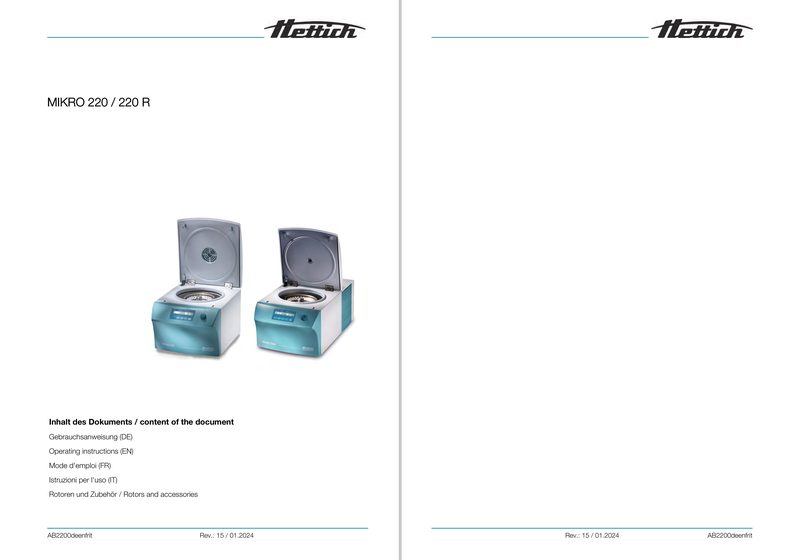 Hettich
MIKRO 220 / 220 R
Inhalt des Dokuments / content of the document
Gebrauchsanweisung (DE)
Operating instructions (EN)
Mode d'emploi (FR)
Istruzioni per l'uso (IT)
Rotoren und Zubehör / Rotors and accessories
AB2200deenfrit
Rev.: 15 / 01.2024
Hettich
Rev.: 15 / 01.2024
AB2200deenfrit